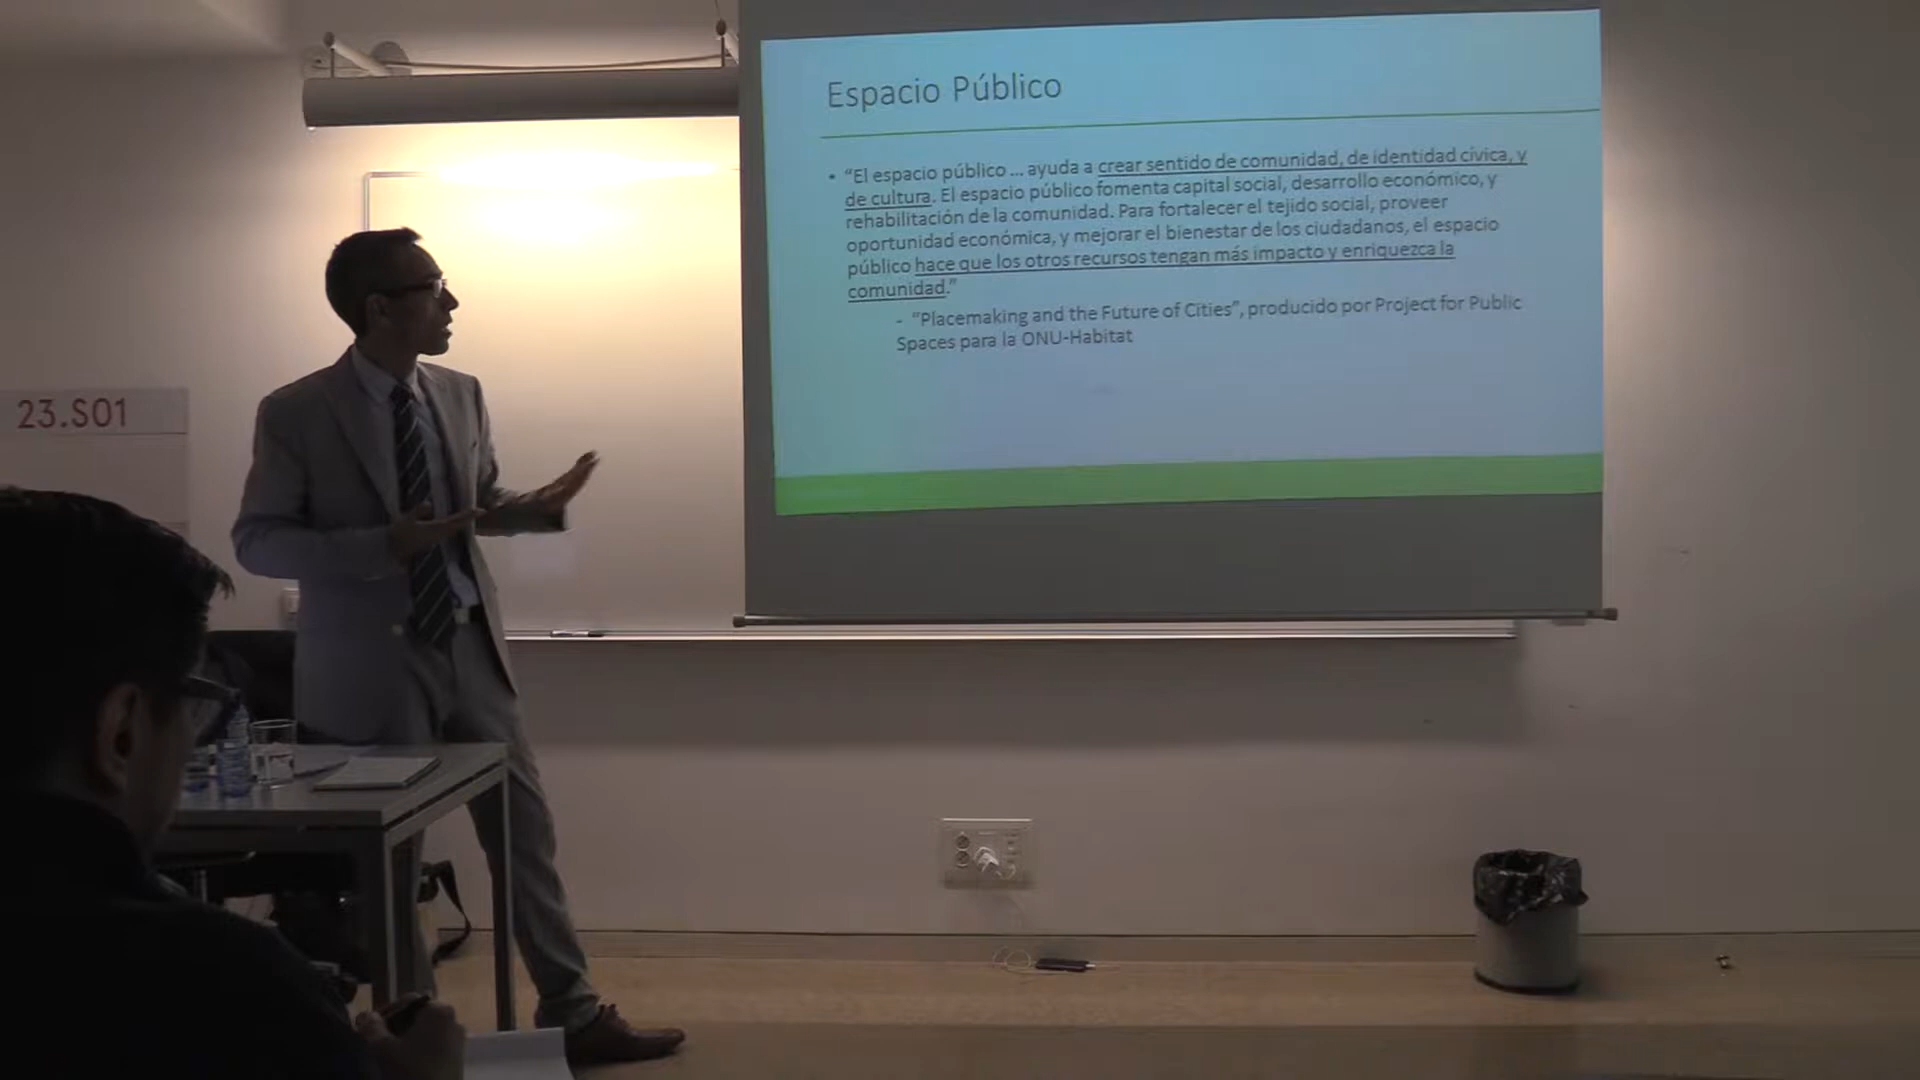 Espacio Público
• “El espacio público ... ayuda a crear sentido de comunidad, de identidad cívica, y
de cultura. El espacio público fomenta capital social, desarrollo económico, y
rehabilitación de la comunidad. Para fortalecer el tejido social, proveer
oportunidad económica, y mejorar el bienestar de los ciudadanos, el espacio
público hace que los otros recursos tengan más impacto y enriquezca la
comunidad.”
- “Placemaking and the Future of Cities”, producido por Project for Public
Spaces para la ONU-Habitat
23.S01